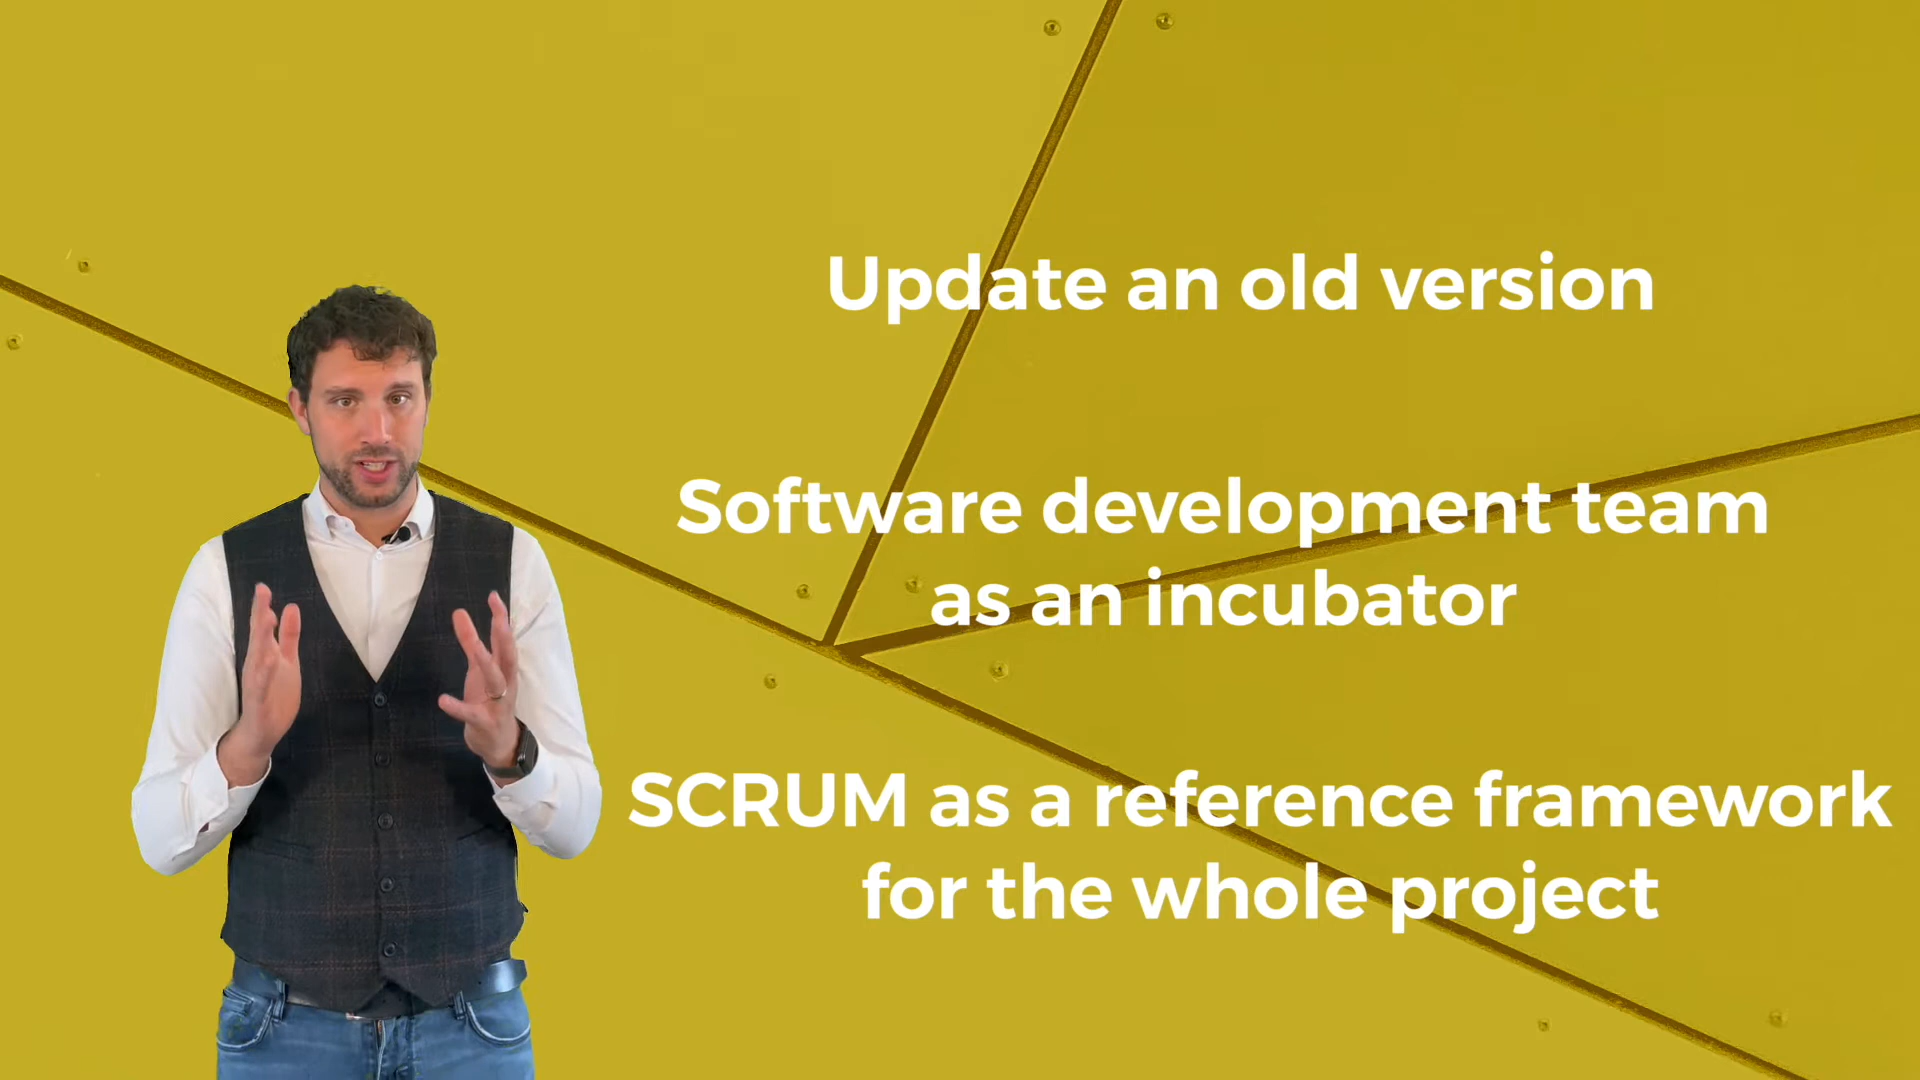 Update an old version
Software development team
as an incubator
SCRUM as a reference framework
for the whole project